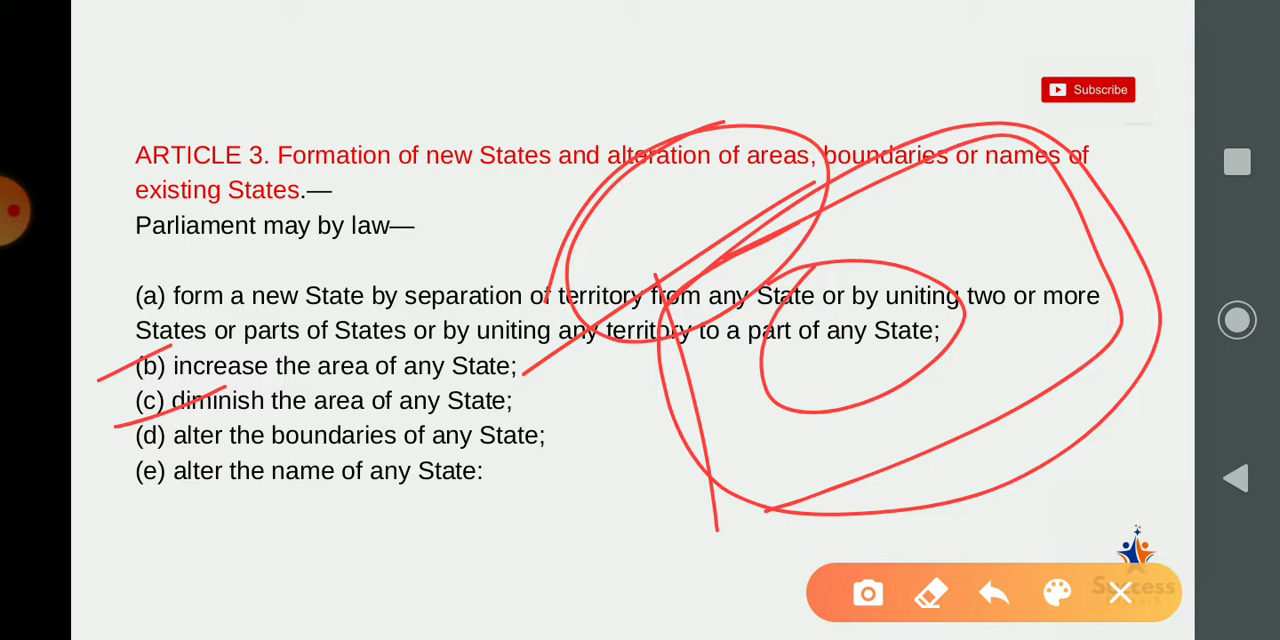 Subscribe
ARTICLE 3. Formation of new States and alteration of areas, boundaries or names of
existing States.—
Parliament may by law—
(a) form a new State by separation of territory from any State or by uniting two or more
States or parts of States or by uniting any territory to a part of any State;
(b) increase the area of any State;
(c) diminish the area of any State;
(d) alter the boundaries of any State;
(e) alter the name of any State:
Success